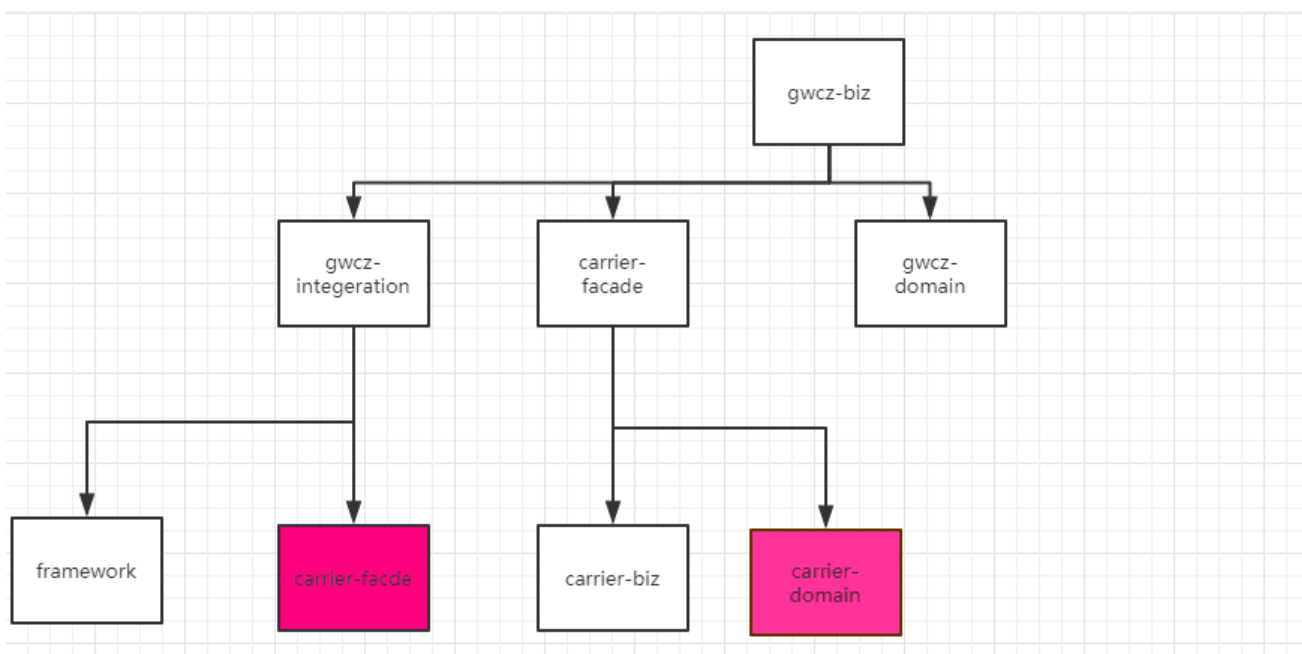 gwcz-biz
gwcz-
integeration
carrier-
facade
gwcz-
domain
framework
carrier-facde
carrier-biz
carrier-
domain